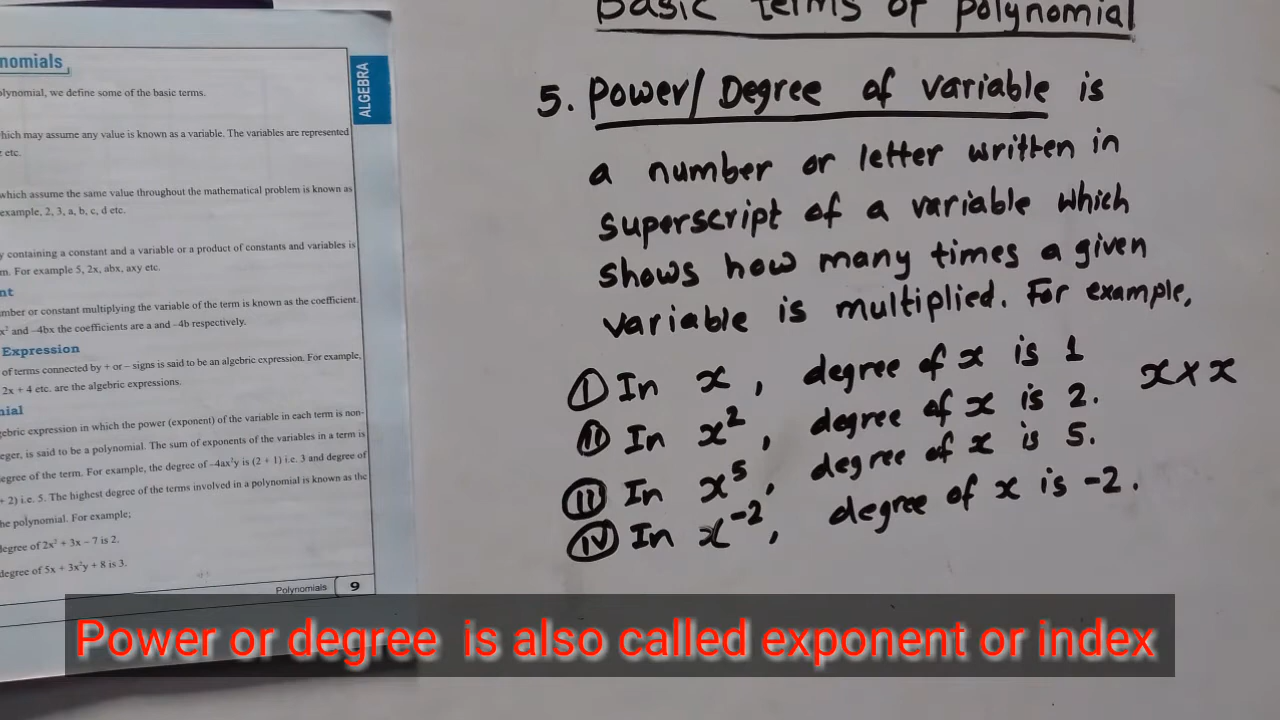 nomials
ALGEBRA
olynomial, we define some of the basic terms.
hich may assume any value is known as a variable. The variables are represented
etc.
which assume the same value throughout the mathematical problem is known as
example, 2, 3, a, b, c, d etc.
y containing a constant and a variable or a product of constants and variables is
m. For example 5, 2x, abx, axy etc.
nt
mber or constant multiplying the variable of the term is known as the coefficient.
x² and –4bx the coefficients are a and –4b respectively.
Expression
of terms connected by + or – signs is said to be an algebric expression. For example,
2x + 4 etc. are the algebric expressions.
nial
gebric expression in which the power (exponent) of the variable in each term is non-
eger, is said to be a polynomial. The sum of exponents of the variables in a term is
egree of the term. For example, the degree of –4ax²y is (2 + 1) i.e. 3 and degree of
+ 2) i.e. 5. The highest degree of the terms involved in a polynomial is known as the
he polynomial. For example;
degree of 2x² + 3x – 7 is 2.
degree of 5x + 3x²y + 8 is 3.
Polynomials 9
Basic terms of polynomial
5. Power/Degree of variable is
a number or letter written in
superscript of a variable which
shows how many times a given
variable is multiplied. For example,
(I) In x, degree of x is 1
(II) In x², degree of x is 2. x×x
(III) In x⁵, degree of x is 5.
(IV) In x⁻², degree of x is -2.
Power or degree is also called exponent or index